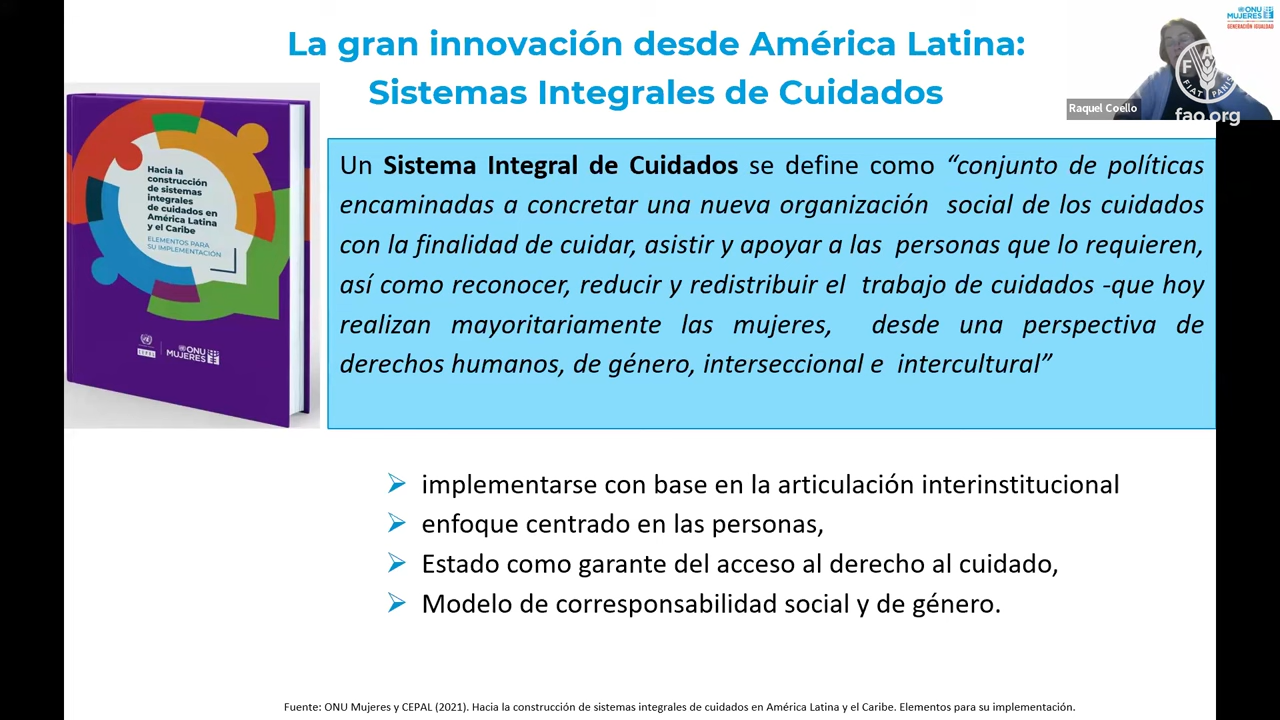 La gran innovación desde América Latina:
Sistemas Integrales de Cuidados
ONU
MUJERES
GENERACIÓN IGUALDAD
Raquel Coello
FIAT PANIS
fao.org
Hacia la
construcción
de sistemas
integrales
de cuidados en
América Latina
y el Caribe
ELEMENTOS PARA
SU IMPLEMENTACIÓN
CEPAL
ONU
MUJERES
Un Sistema Integral de Cuidados se define como “conjunto de políticas
encaminadas a concretar una nueva organización social de los cuidados
con la finalidad de cuidar, asistir y apoyar a las personas que lo requieren,
así como reconocer, reducir y redistribuir el trabajo de cuidados -que hoy
realizan mayoritariamente las mujeres, desde una perspectiva de
derechos humanos, de género, interseccional e intercultural”
implementarse con base en la articulación interinstitucional
enfoque centrado en las personas,
Estado como garante del acceso al derecho al cuidado,
Modelo de corresponsabilidad social y de género.
Fuente: ONU Mujeres y CEPAL (2021). Hacia la construcción de sistemas integrales de cuidados en América Latina y el Caribe. Elementos para su implementación.